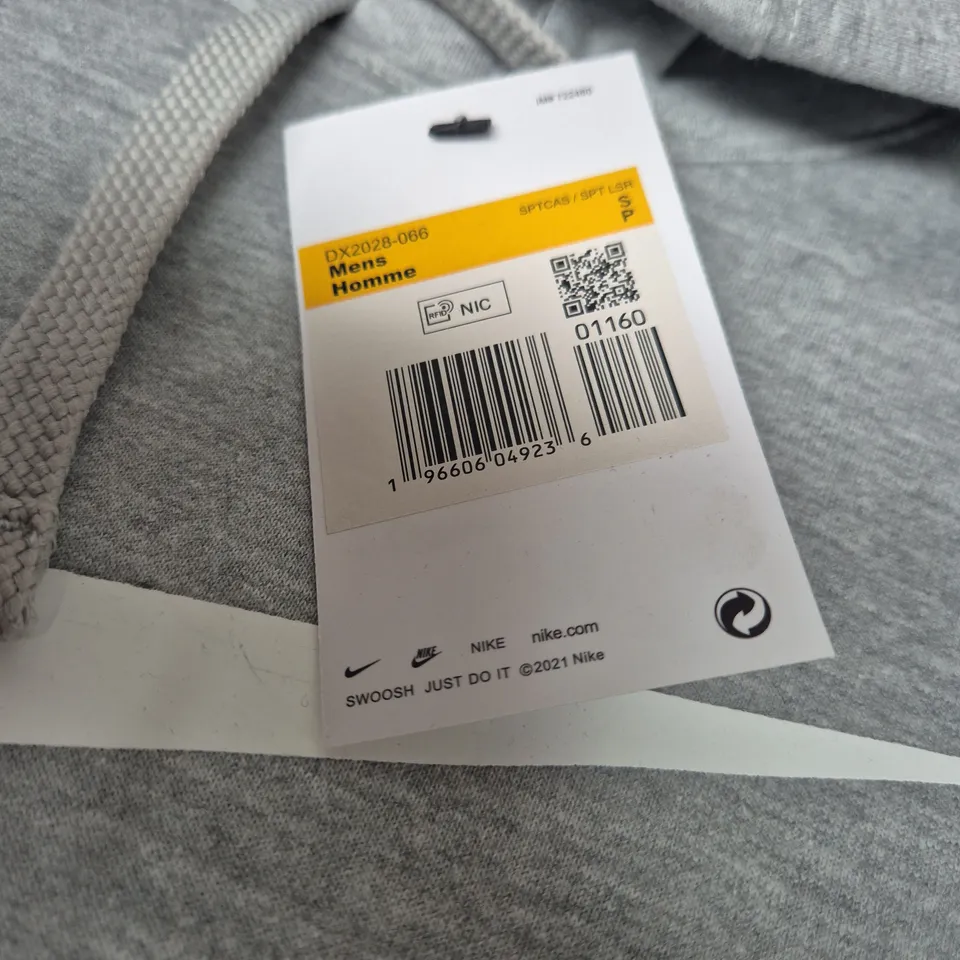 SPTCAS / SPT LSR
DX2028-066
S
P
Mens
Homme
RFID
NIC
01160
1 96606 04923 6
NIKE
NIKE
nike.com
SWOOSH JUST DO IT ©2021 Nike